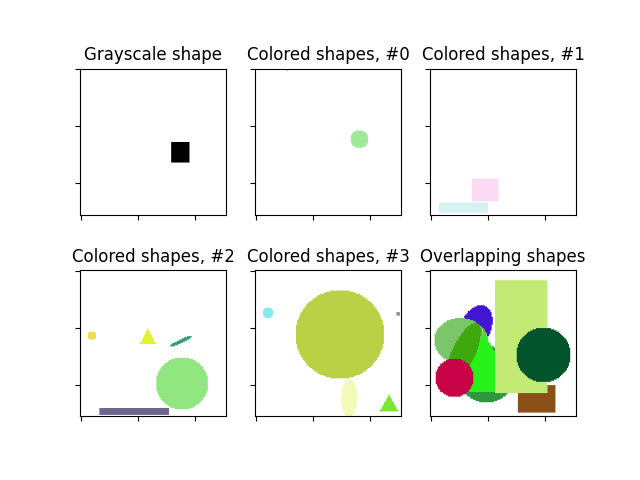 Grayscale shape
Colored shapes, #0
Colored shapes, #1
Colored shapes, #2
Colored shapes, #3
Overlapping shapes